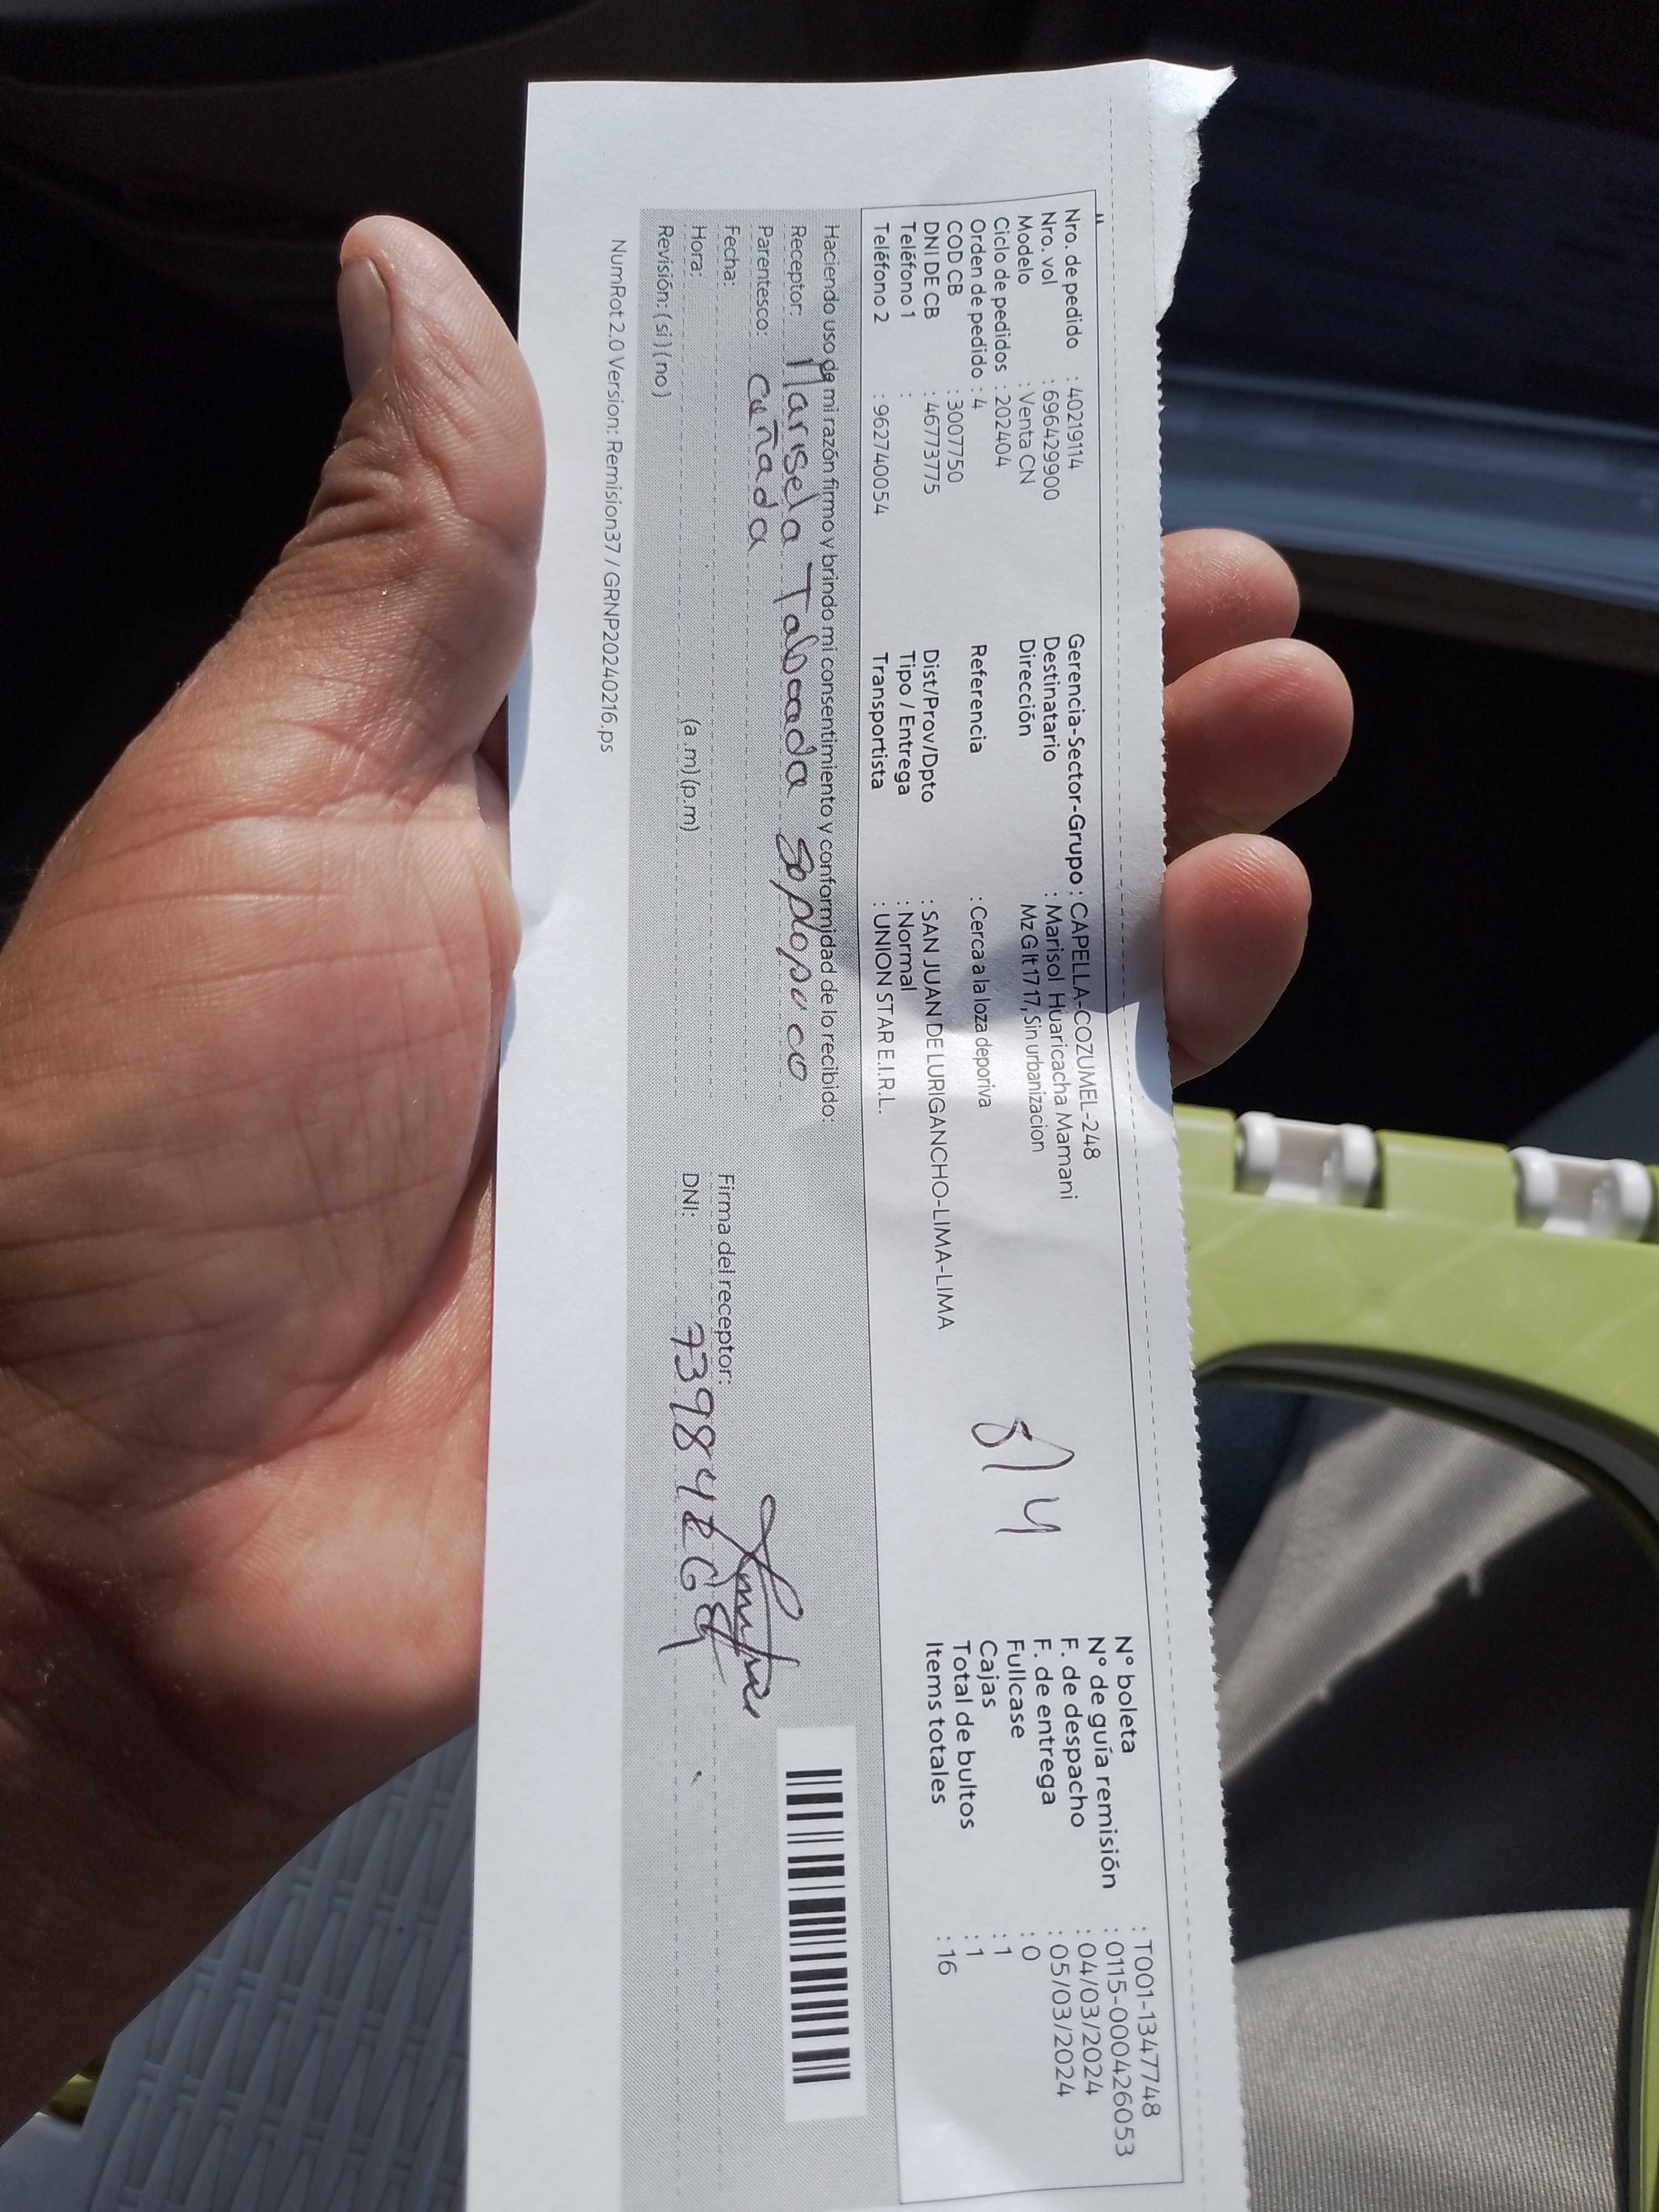 Nro. de pedido : 40219114
Nro. vol : 696429900
Modelo : Venta CN
Ciclo de pedidos : 202404
Orden de pedido : 4
COD CB : 3007750
DNI DE CB : 46773775
Teléfono 1 :
Teléfono 2 : 962740054
Gerencia-Sector-Grupo : CAPELLA-COZUMEL-248
Destinatario : Marisol Huaricacha Mamani
Dirección : Mz G lt 17 17, Sin urbanizacion
Referencia : Cerca a la loza deporiva
Dist/Prov/Dpto : SAN JUAN DE LURIGANCHO-LIMA-LIMA
Tipo / Entrega : Normal
Transportista : UNION STAR E.I.R.L.
8/4
N° boleta : T001-1347748
N° de guía remisión : 0115-000426053
F. de despacho : 04/03/2024
F. de entrega : 05/03/2024
Fullcase : 0
Cajas : 1
Total de bultos : 1
Items totales : 16
Haciendo uso de mi razón firmo y brindo mi consentimiento y conformidad de lo recibido:
Receptor: Marisela Taboada Soplopuco
Parentesco: Cuñada
Fecha:
Hora: (a.m) (p.m)
Revisión: (si) (no)
Firma del receptor:
DNI:
NumRot 2.0 Version: Remision37 / GRNP20240216.ps